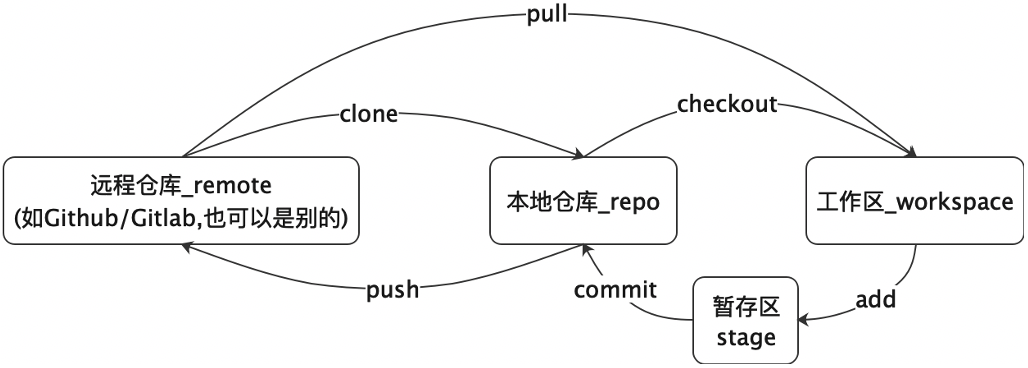 pull
clone
checkout
远程仓库_remote
(如Github/Gitlab,也可以是别的)
本地仓库_repo
工作区_workspace
push
commit
暂存区
stage
add